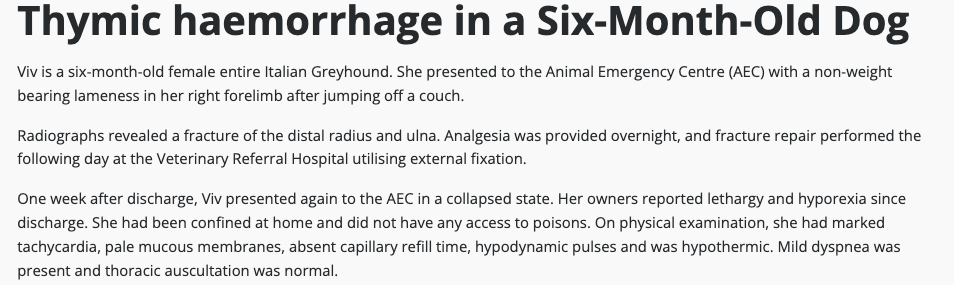 Thymic haemorrhage in a Six-Month-Old Dog
Viv is a six-month-old female entire Italian Greyhound. She presented to the Animal Emergency Centre (AEC) with a non-weight
bearing lameness in her right forelimb after jumping off a couch.
Radiographs revealed a fracture of the distal radius and ulna. Analgesia was provided overnight, and fracture repair performed the
following day at the Veterinary Referral Hospital utilising external fixation.
One week after discharge, Viv presented again to the AEC in a collapsed state. Her owners reported lethargy and hyporexia since
discharge. She had been confined at home and did not have any access to poisons. On physical examination, she had marked
tachycardia, pale mucous membranes, absent capillary refill time, hypodynamic pulses and was hypothermic. Mild dyspnea was
present and thoracic auscultation was normal.